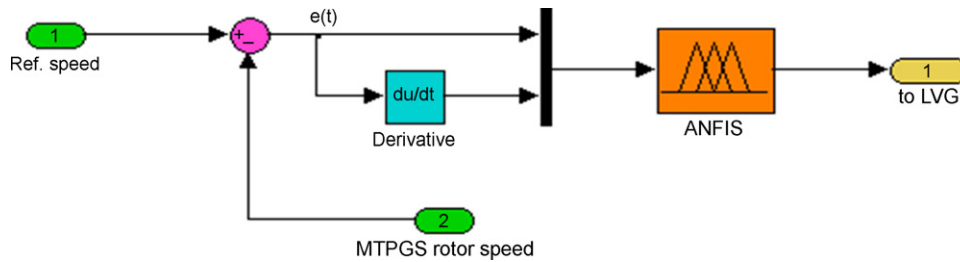 e(t)
1
+
-
Ref. speed
du/dt
Derivative
ANFIS
1
to LVG
2
MTPGS rotor speed